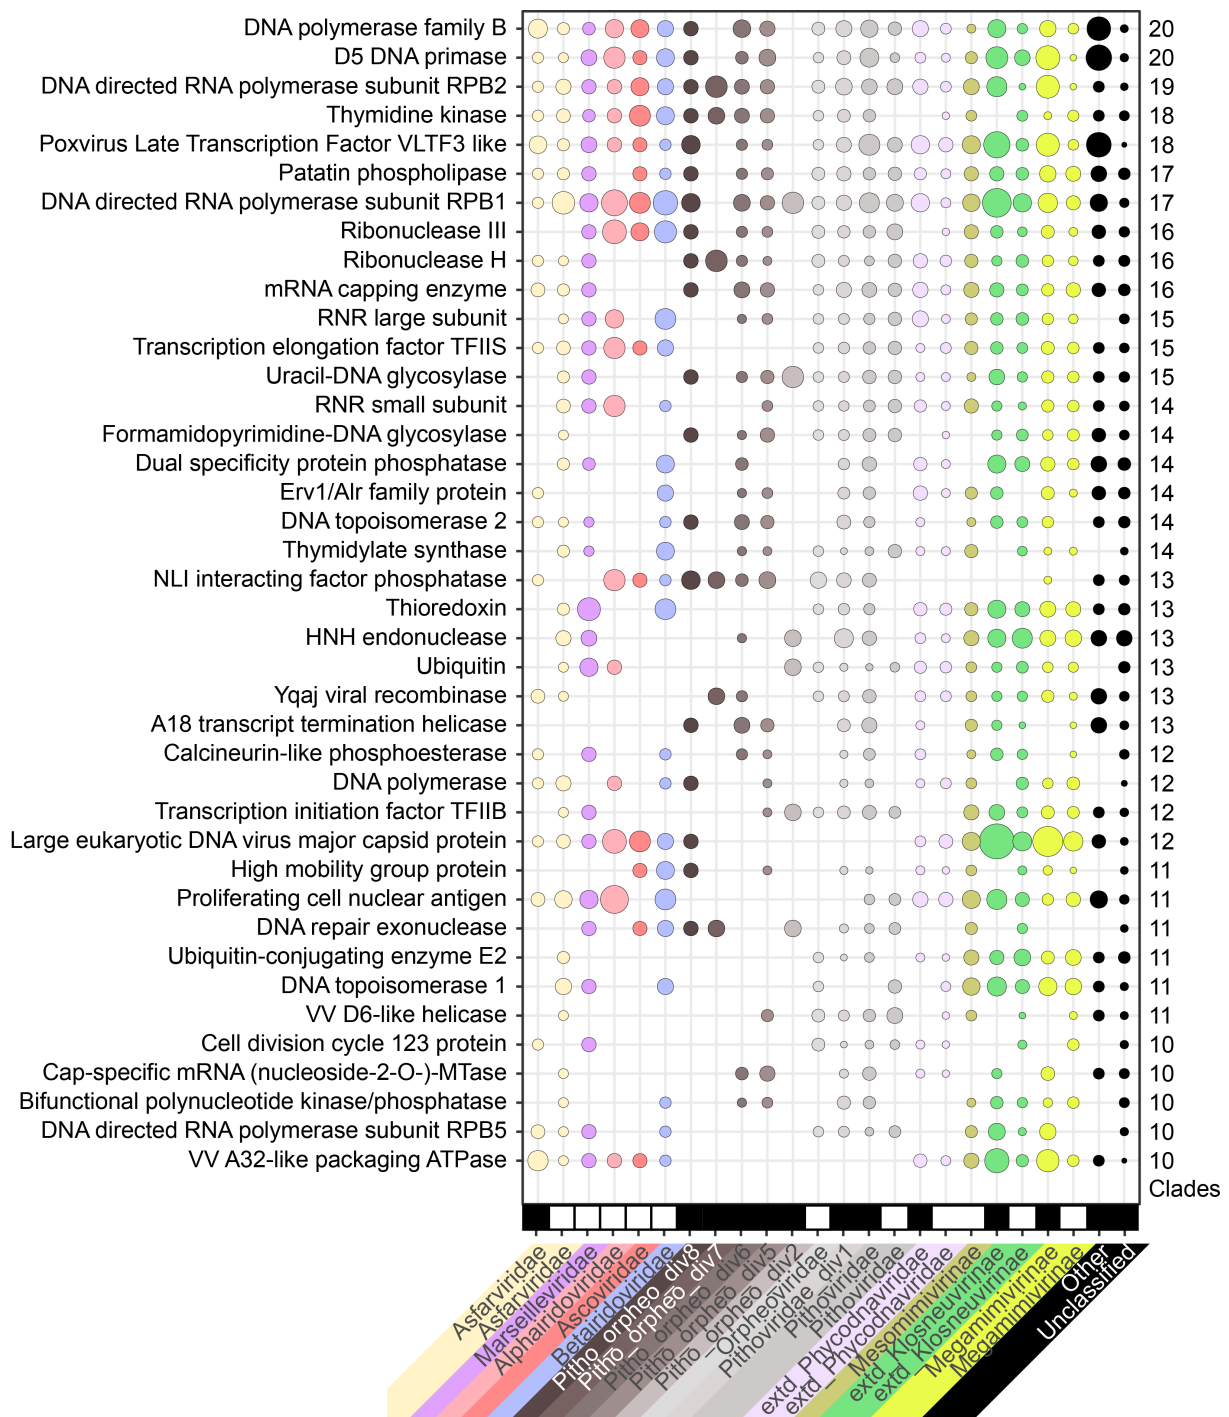 DNA polymerase family B 20
D5 DNA primase 20
DNA directed RNA polymerase subunit RPB2 19
Thymidine kinase 18
Poxvirus Late Transcription Factor VLTF3 like 18
Patatin phospholipase 17
DNA directed RNA polymerase subunit RPB1 17
Ribonuclease III 16
Ribonuclease H 16
mRNA capping enzyme 16
RNR large subunit 15
Transcription elongation factor TFIIS 15
Uracil-DNA glycosylase 15
RNR small subunit 14
Formamidopyrimidine-DNA glycosylase 14
Dual specificity protein phosphatase 14
Erv1/Alr family protein 14
DNA topoisomerase 2 14
Thymidylate synthase 14
NLI interacting factor phosphatase 13
Thioredoxin 13
HNH endonuclease 13
Ubiquitin 13
Yqaj viral recombinase 13
A18 transcript termination helicase 13
Calcineurin-like phosphoesterase 12
DNA polymerase 12
Transcription initiation factor TFIIB 12
Large eukaryotic DNA virus major capsid protein 12
High mobility group protein 11
Proliferating cell nuclear antigen 11
DNA repair exonuclease 11
Ubiquitin-conjugating enzyme E2 11
DNA topoisomerase 1 11
VV D6-like helicase 11
Cell division cycle 123 protein 10
Cap-specific mRNA (nucleoside-2-O-)-MTase 10
Bifunctional polynucleotide kinase/phosphatase 10
DNA directed RNA polymerase subunit RPB5 10
VV A32-like packaging ATPase 10
Clades
Asfarviridae
Asfarviridae
Marseilleviridae
Alphairidoviridae
Ascoviridae
Betairidoviridae
Pitho_orpheo_div8
Pitho_orpheo_div7
Pitho_orpheo_div6
Pitho_orpheo_div5
Pitho_orpheo_div2
_Orpheoviridae
Pithoviridae_div1
Pithoviridae
Pithoviridae
extd_Phycodnaviridae
extd_Phycodnaviridae
_Mesomimivirinae
extd_Klosneuvirinae
extd_Klosneuvirinae
_Megamimivirinae
Megamimivirinae
Other
Unclassified